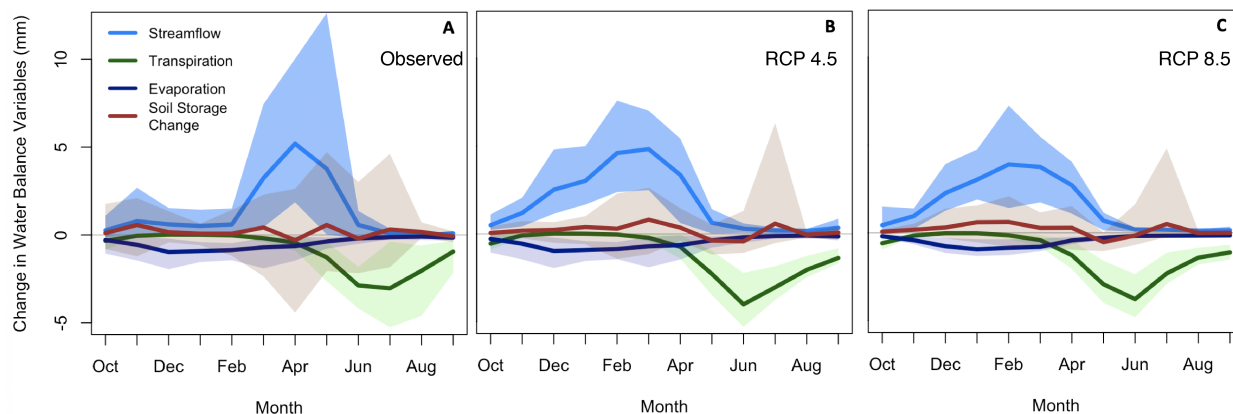 Change in Water Balance Variables (mm)
10
5
0
-5
Streamflow
Transpiration
Evaporation
Soil Storage
Change
A
Observed
Oct
Dec
Feb
Apr
Jun
Aug
Month
B
RCP 4.5
Oct
Dec
Feb
Apr
Jun
Aug
Month
C
RCP 8.5
Oct
Dec
Feb
Apr
Jun
Aug
Month